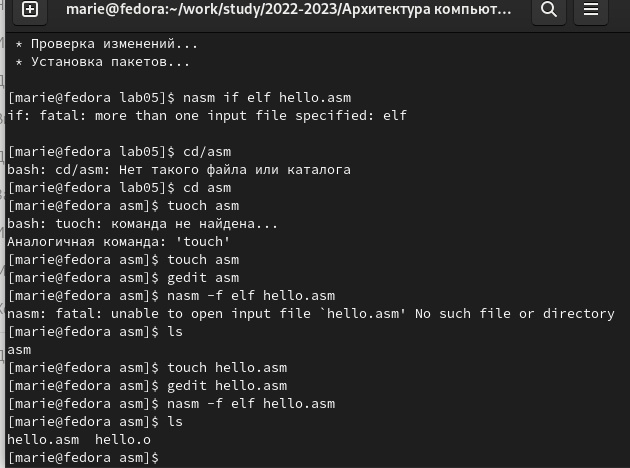 marie@fedora:~/work/study/2022-2023/Архитектура компьют...
* Проверка изменений...
* Установка пакетов...
[marie@fedora lab05]$ nasm if elf hello.asm
if: fatal: more than one input file specified: elf
[marie@fedora lab05]$ cd/asm
bash: cd/asm: Нет такого файла или каталога
[marie@fedora lab05]$ cd asm
[marie@fedora asm]$ tuoch asm
bash: tuoch: команда не найдена...
Аналогичная команда: 'touch'
[marie@fedora asm]$ touch asm
[marie@fedora asm]$ gedit asm
[marie@fedora asm]$ nasm -f elf hello.asm
nasm: fatal: unable to open input file `hello.asm' No such file or directory
[marie@fedora asm]$ ls
asm
[marie@fedora asm]$ touch hello.asm
[marie@fedora asm]$ gedit hello.asm
[marie@fedora asm]$ nasm -f elf hello.asm
[marie@fedora asm]$ ls
hello.asm  hello.o
[marie@fedora asm]$